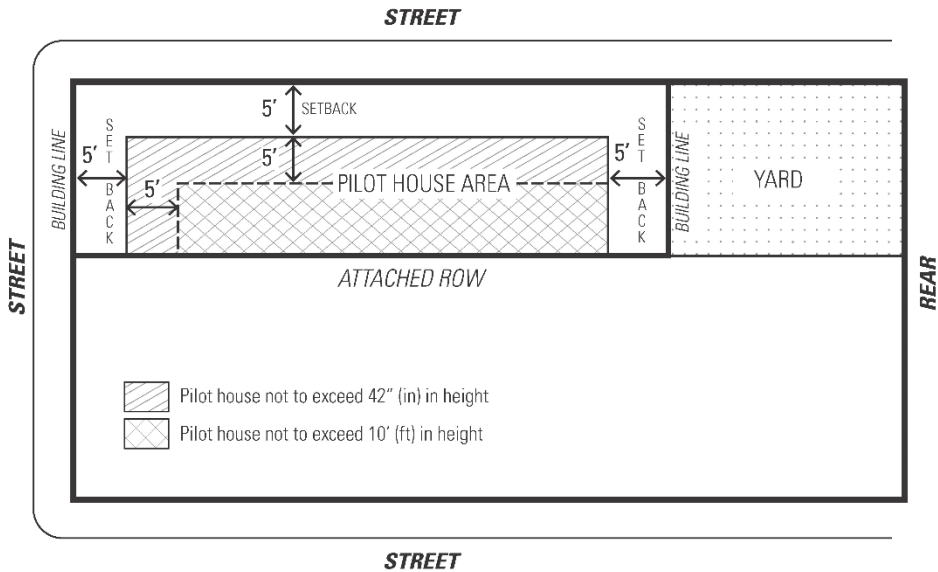 STREET
5' SETBACK
BUILDING LINE
5'
SET BACK
5'
5'
PILOT HOUSE AREA
5'
SET BACK
BUILDING LINE
YARD
STREET
ATTACHED ROW
REAR
Pilot house not to exceed 42" (in) in height
Pilot house not to exceed 10' (ft) in height
STREET